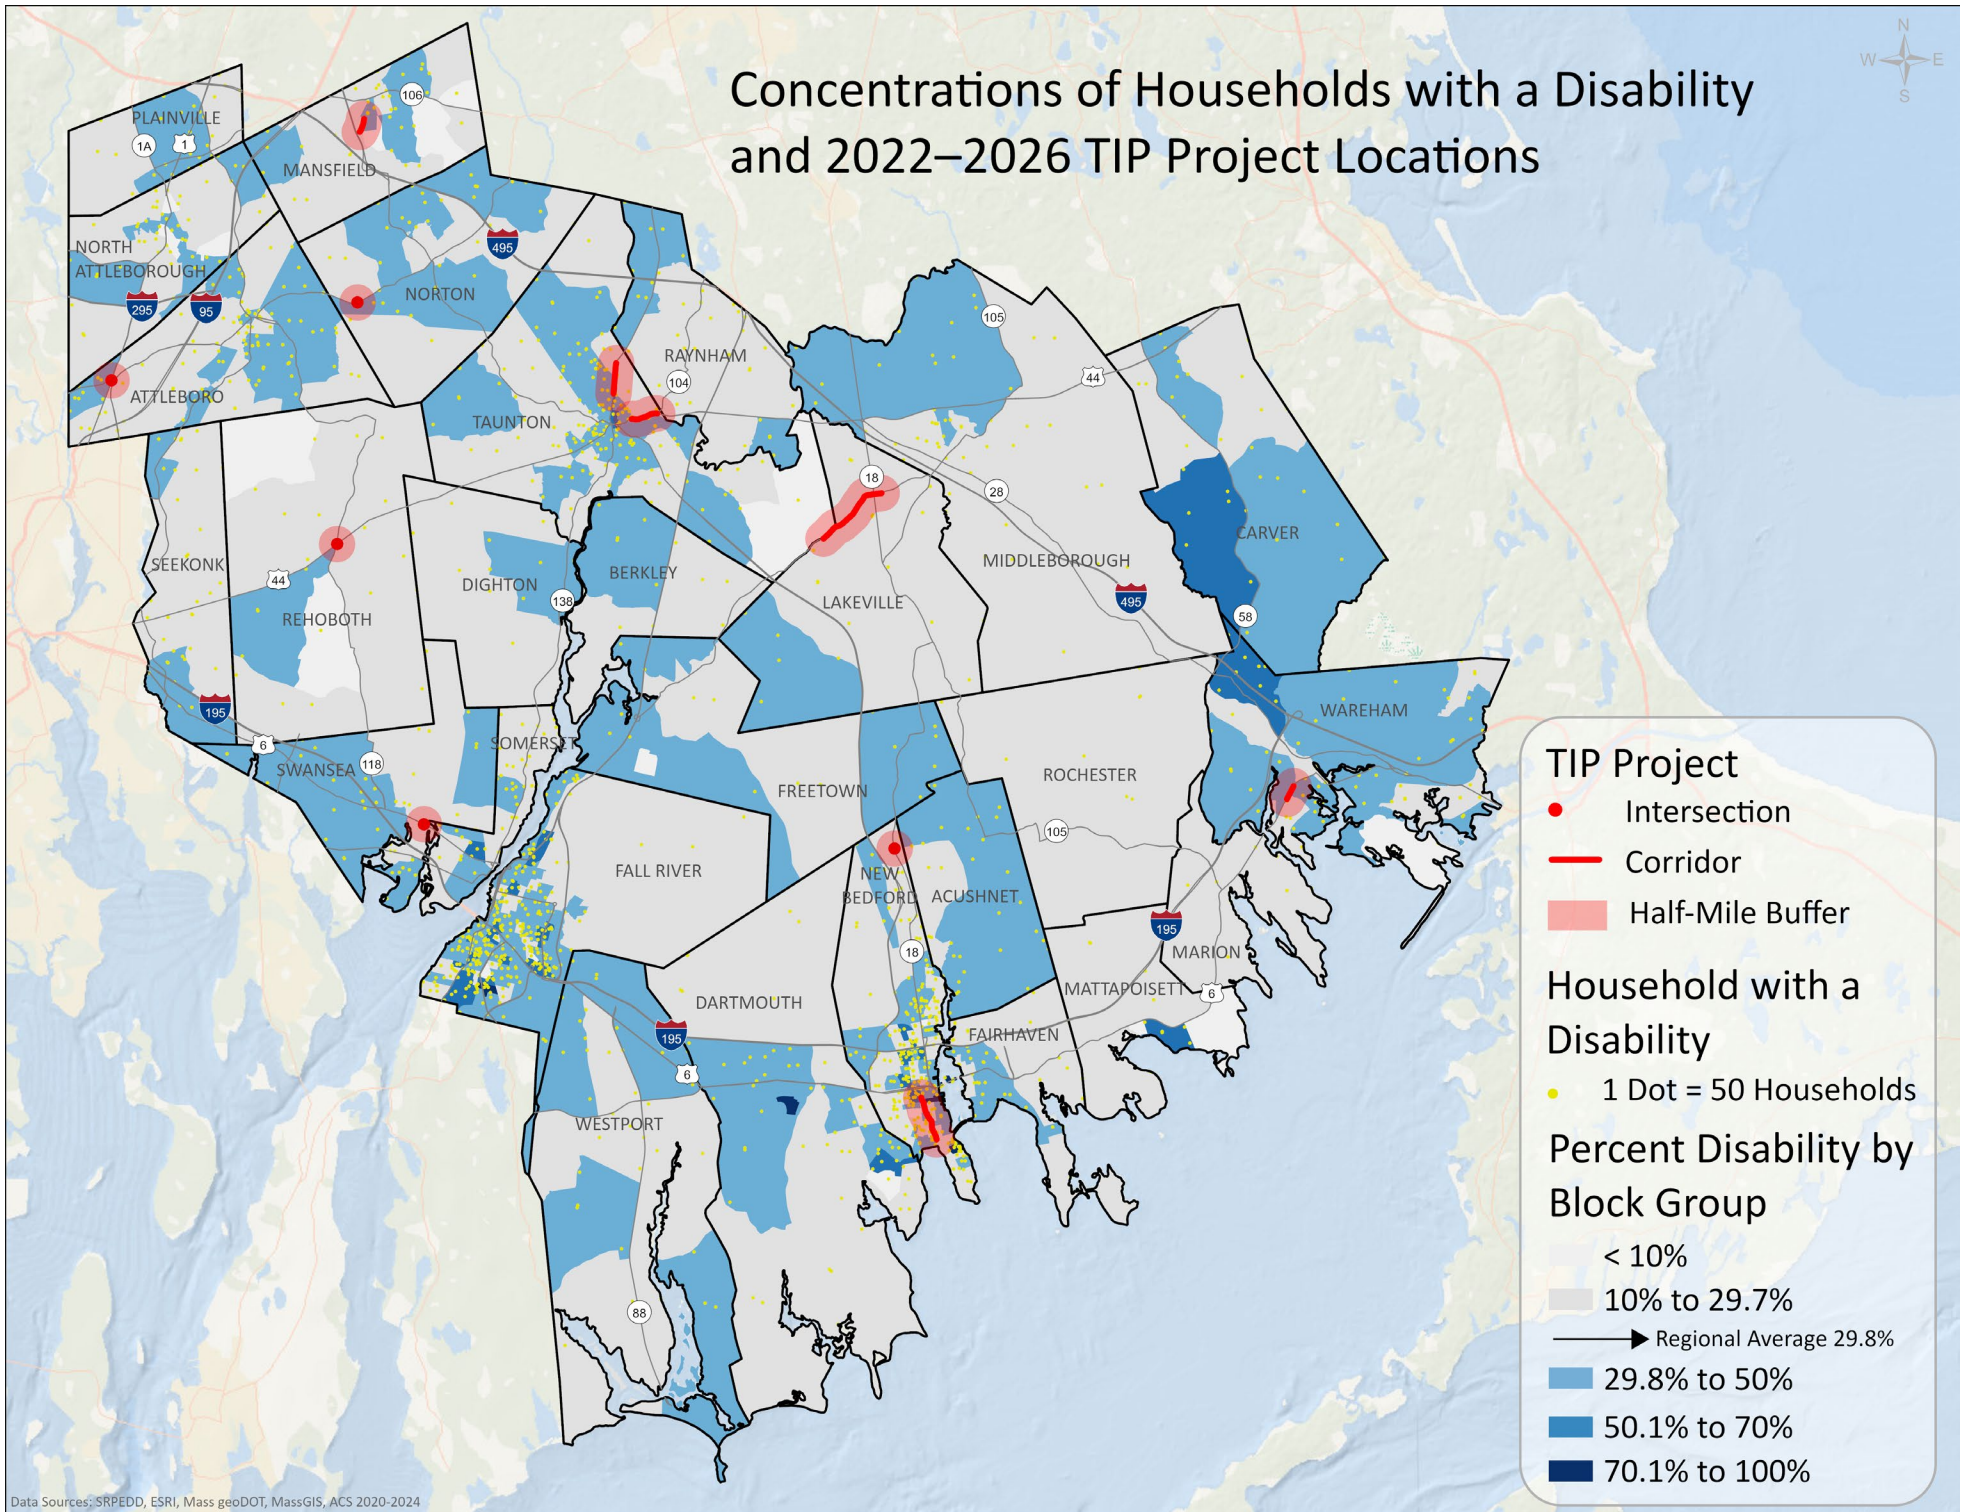 Concentrations of Households with a Disability
and 2022–2026 TIP Project Locations
N
W
E
S
106
PLAINVILLE
1A
1
MANSFIELD
NORTH
ATTLEBOROUGH
495
295
95
NORTON
105
RAYNHAM
104
44
ATTLEBORO
TAUNTON
18
28
SEEKONK
44
REHOBOTH
DIGHTON
138
BERKLEY
LAKEVILLE
MIDDLEBOROUGH
495
CARVER
58
195
6
SWANSEA
118
SOMERSET
WAREHAM
FREETOWN
ROCHESTER
105
FALL RIVER
NEW
BEDFORD
ACUSHNET
18
195
MARION
MATTAPOISETT
6
DARTMOUTH
FAIRHAVEN
195
6
WESTPORT
88
TIP Project
Intersection
Corridor
Half-Mile Buffer
Household with a
Disability
1 Dot = 50 Households
Percent Disability by
Block Group
< 10%
10% to 29.7%
Regional Average 29.8%
29.8% to 50%
50.1% to 70%
70.1% to 100%
Data Sources: SRPEDD, ESRI, Mass geoDOT, MassGIS, ACS 2020-2024